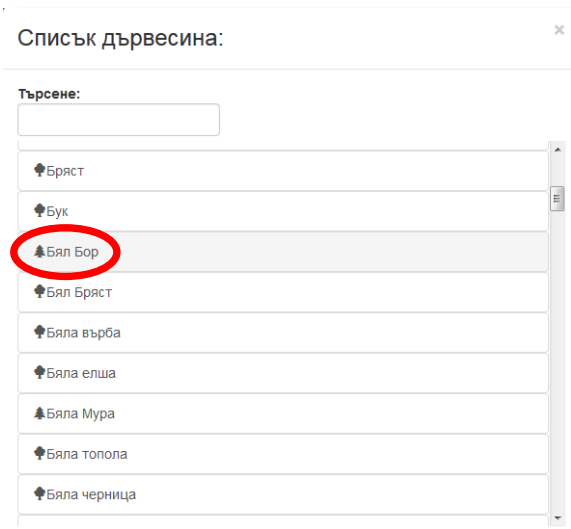 Списък дървесина:
×
Търсене:
Бряст
Бук
Бял Бор
Бял Бряст
Бяла върба
Бяла елша
Бяла Мура
Бяла топола
Бяла черница